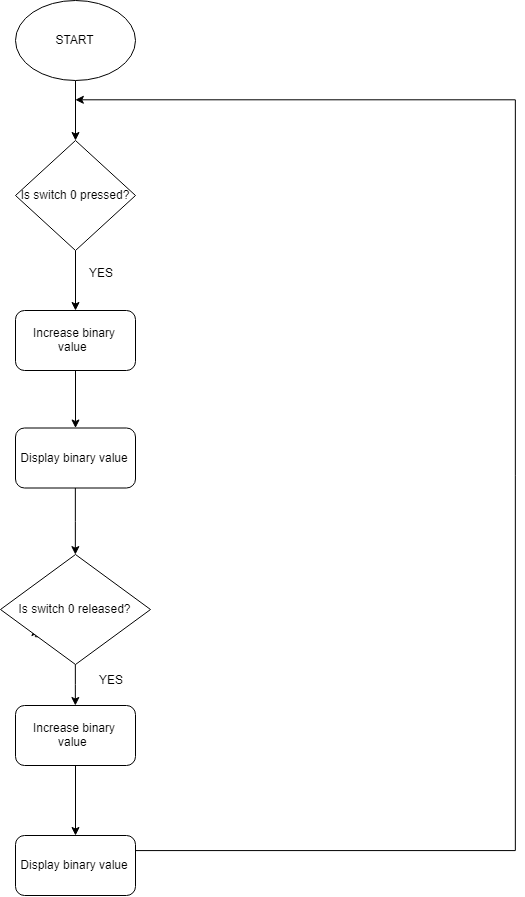 START
Is switch 0 pressed?
YES
Increase binary
value
Display binary value
Is switch 0 released?
YES
Increase binary
value
Display binary value